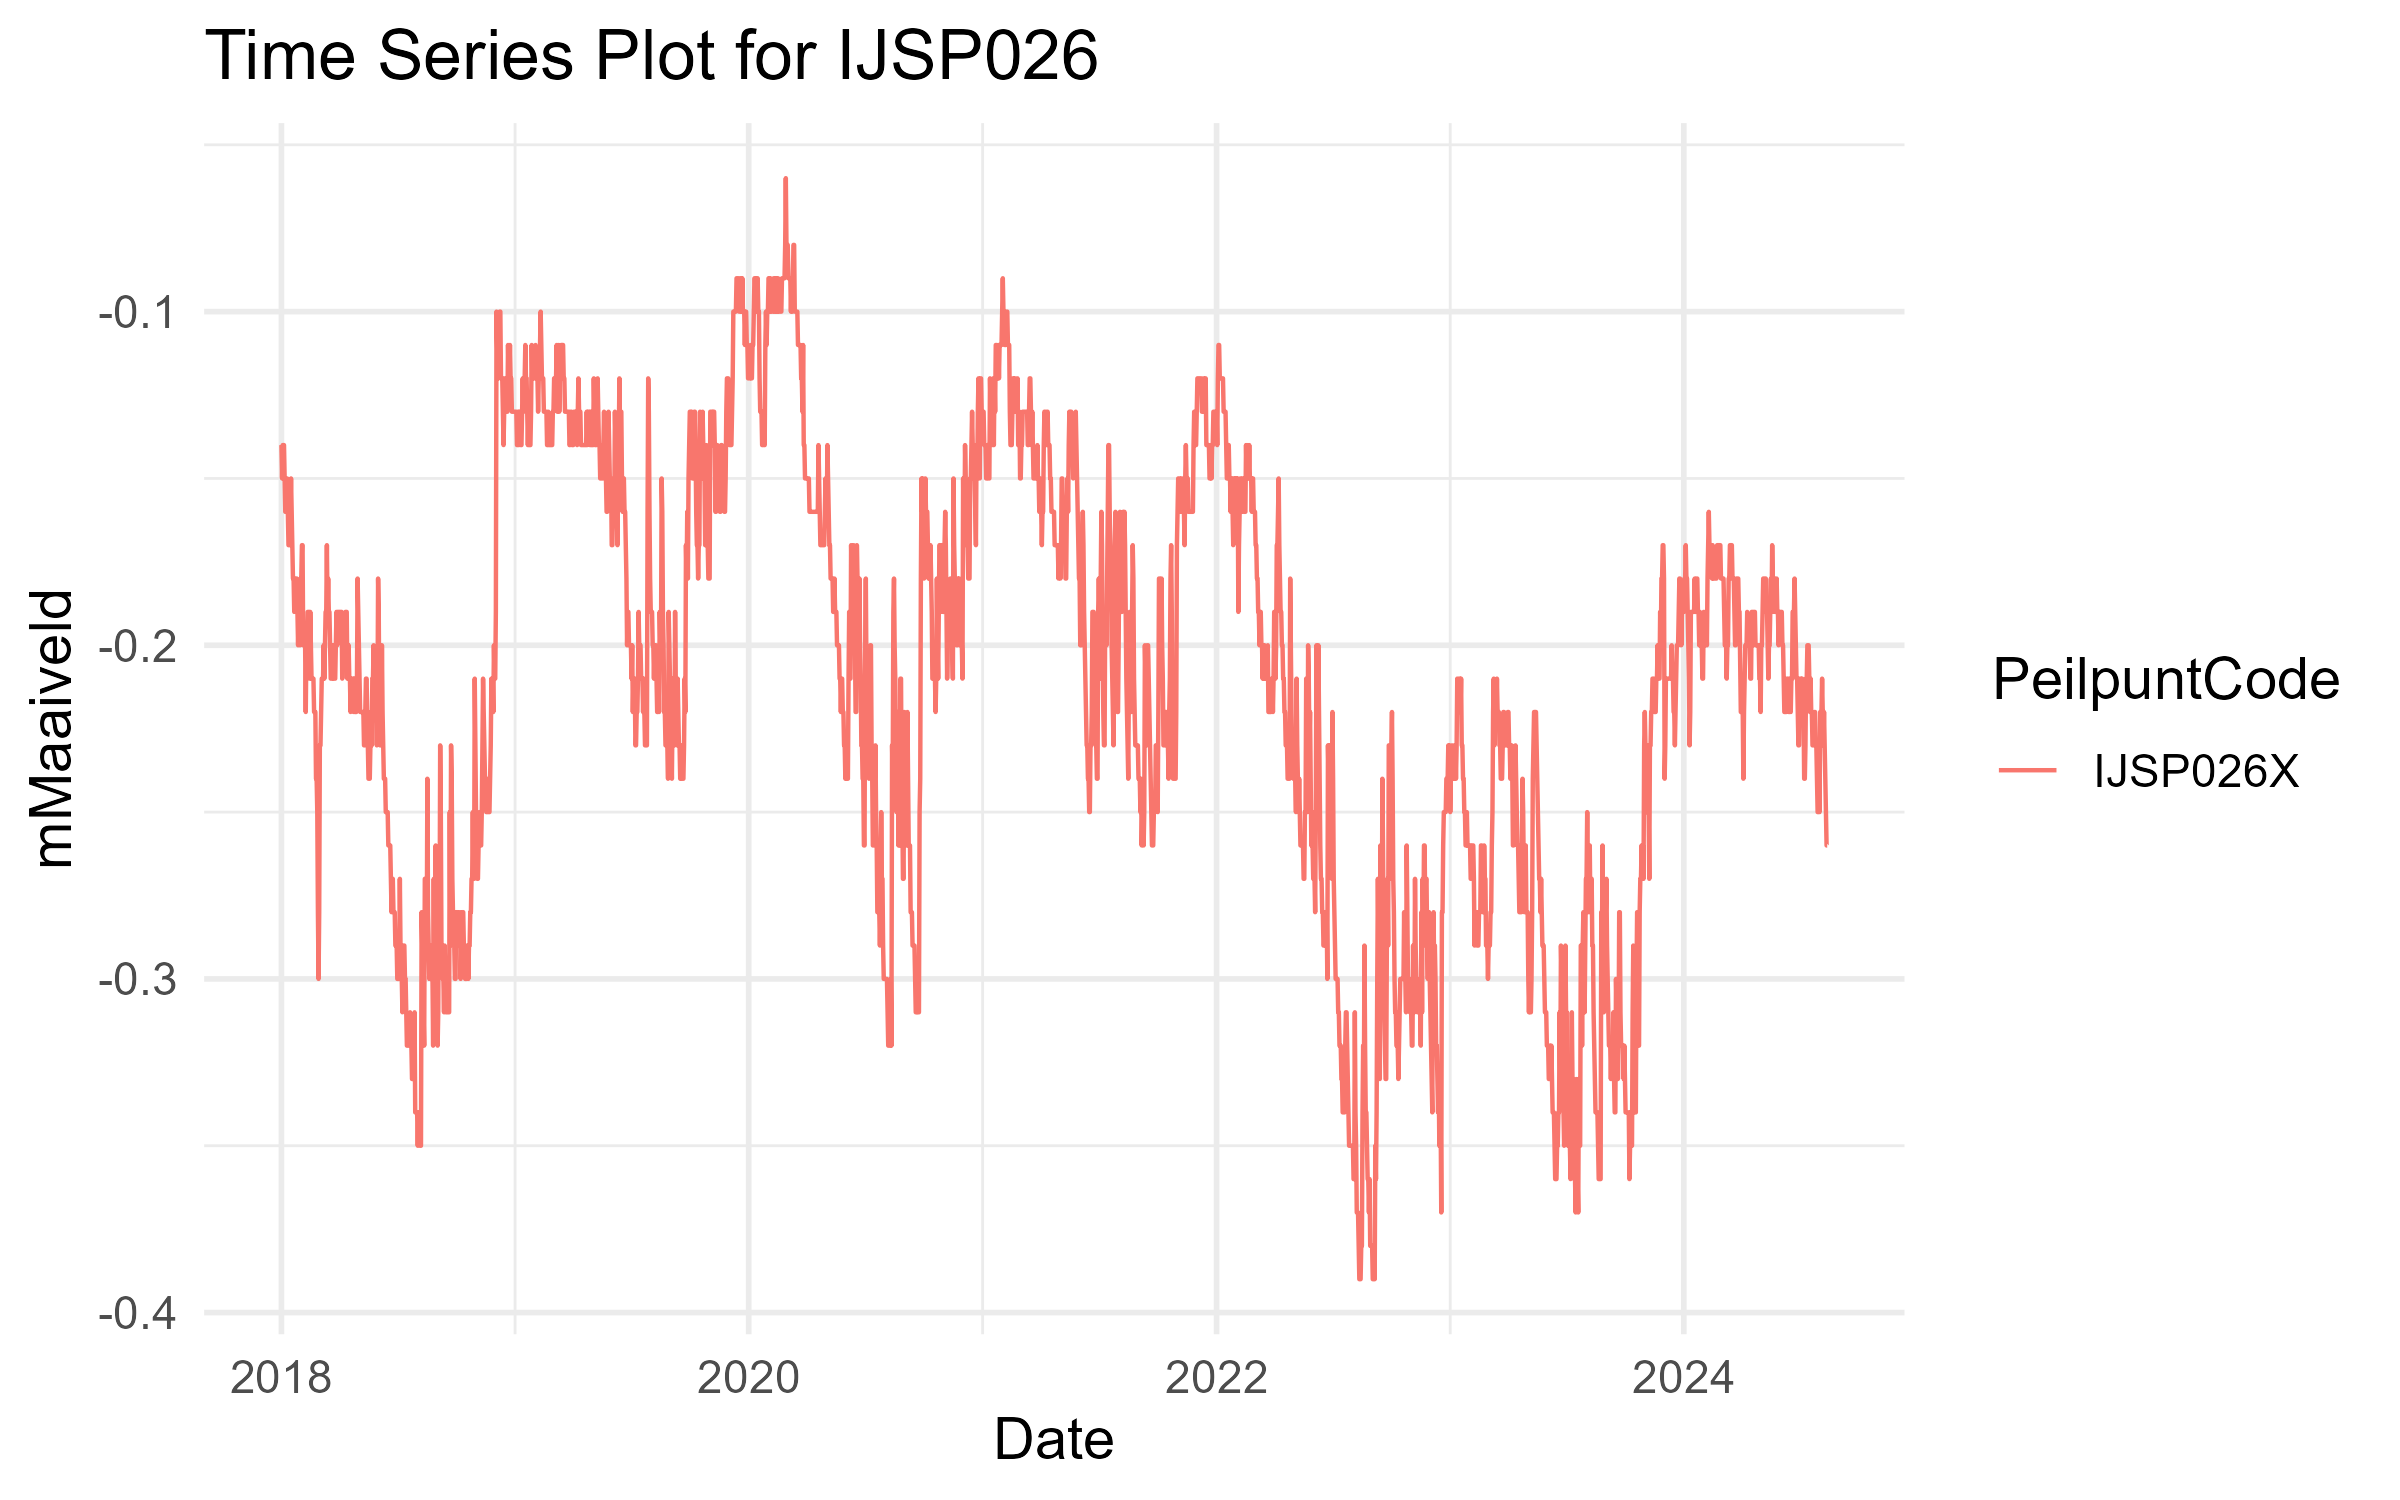 Time Series Plot for IJSP026
mMaaiveld
-0.1
-0.2
-0.3
-0.4
2018
2020
2022
2024
Date
PeilpuntCode
IJSP026X